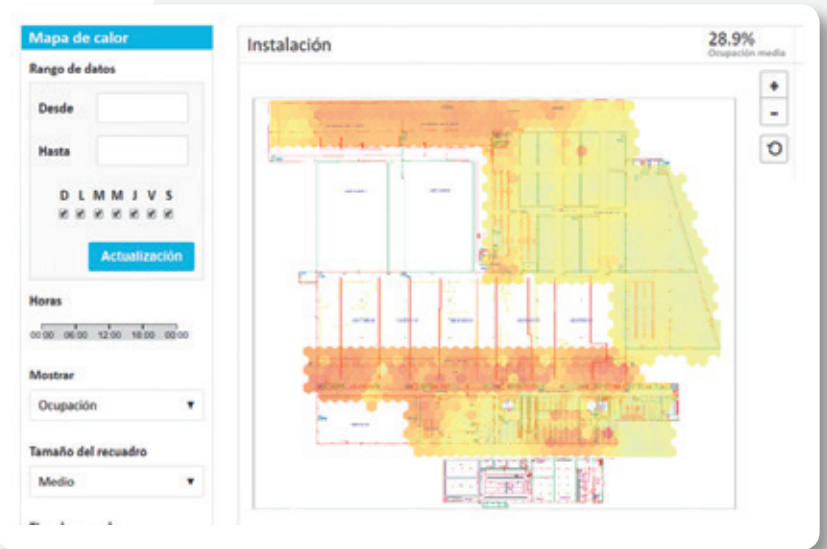 Mapa de calor
Rango de datos
Desde
Hasta
D L M M J V S
Actualización
Horas
00:00 06:00 12:00 18:00 00:00
Mostrar
Ocupación
Tamaño del recuadro
Medio
Instalación
28.9%
Ocupación media
+
-